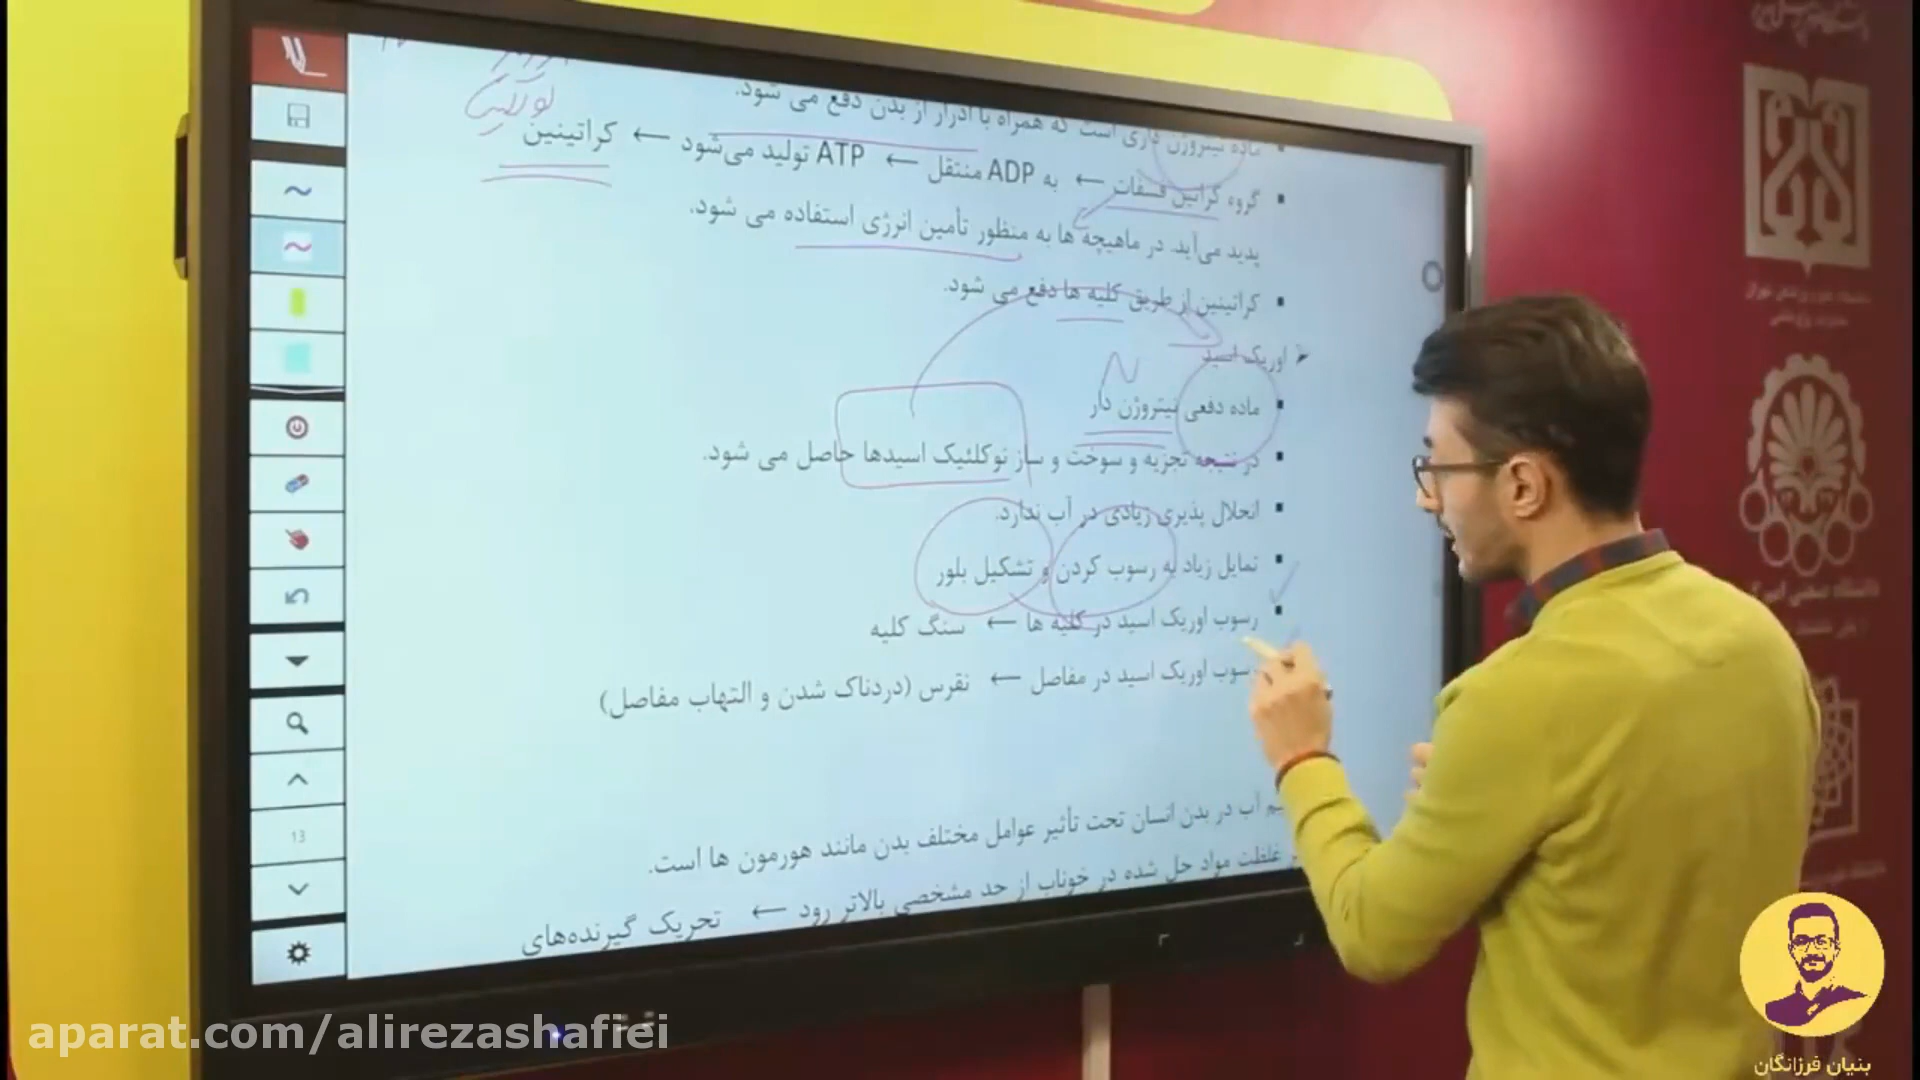 ماده نیتروژن داری است که همراه با ادرار از بدن دفع می شود.
گروه کراتین فسفات ← به ADP منتقل ← ATP تولید می‌شود ← کراتینین
پدید می‌آید. در ماهیچه ها به منظور تأمین انرژی استفاده می شود.
کراتینین از طریق کلیه ها دفع می شود.
اوریک اسید
N
ماده دفعی نیتروژن دار
در نتیجه تجزیه و سوخت و ساز نوکلئیک اسیدها حاصل می شود.
انحلال پذیری زیادی در آب ندارد.
تمایل زیاد به رسوب کردن و تشکیل بلور
رسوب اوریک اسید در کلیه ها ← سنگ کلیه
رسوب اوریک اسید در مفاصل ← نقرس (دردناک شدن و التهاب مفاصل)
آب در بدن انسان تحت تأثیر عوامل مختلف بدن مانند هورمون ها است.
غلظت مواد حل شده در خوناب از حد مشخصی بالاتر رود ← تحریک گیرنده‌های
13
aparat.com/alirezashafiei
بنیان فرزانگان